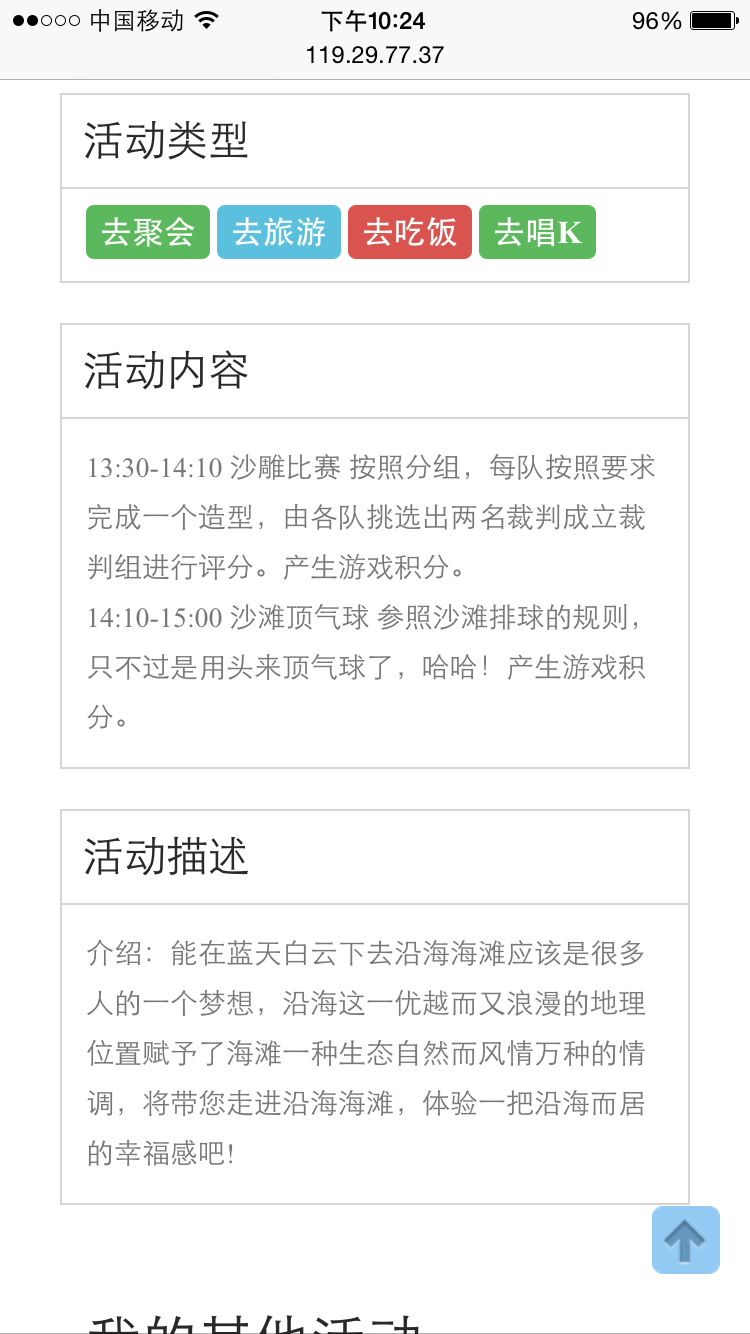 中国移动 下午10:24 96%
119.29.77.37
活动类型
去聚会 去旅游 去吃饭 去唱K
活动内容
13:30-14:10 沙雕比赛 按照分组，每队按照要求
完成一个造型，由各队挑选出两名裁判成立裁
判组进行评分。产生游戏积分。
14:10-15:00 沙滩顶气球 参照沙滩排球的规则，
只不过是用头来顶气球了，哈哈！产生游戏积
分。
活动描述
介绍：能在蓝天白云下去沿海海滩应该是很多
人的一个梦想，沿海这一优越而又浪漫的地理
位置赋予了海滩一种生态自然而风情万种的情
调，将带您走进沿海海滩，体验一把沿海而居
的幸福感吧!
我的其他活动